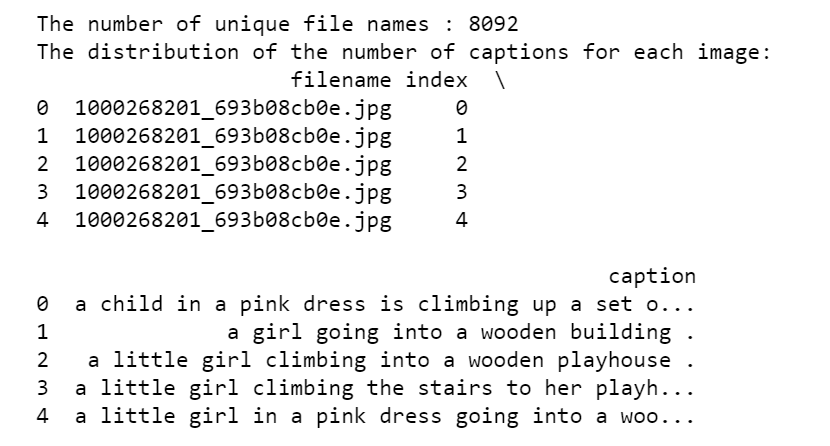 The number of unique file names : 8092
The distribution of the number of captions for each image:
filename index \
0 1000268201_693b08cb0e.jpg 0
1 1000268201_693b08cb0e.jpg 1
2 1000268201_693b08cb0e.jpg 2
3 1000268201_693b08cb0e.jpg 3
4 1000268201_693b08cb0e.jpg 4
caption
0 a child in a pink dress is climbing up a set o...
1 a girl going into a wooden building .
2 a little girl climbing into a wooden playhouse .
3 a little girl climbing the stairs to her playh...
4 a little girl in a pink dress going into a woo...